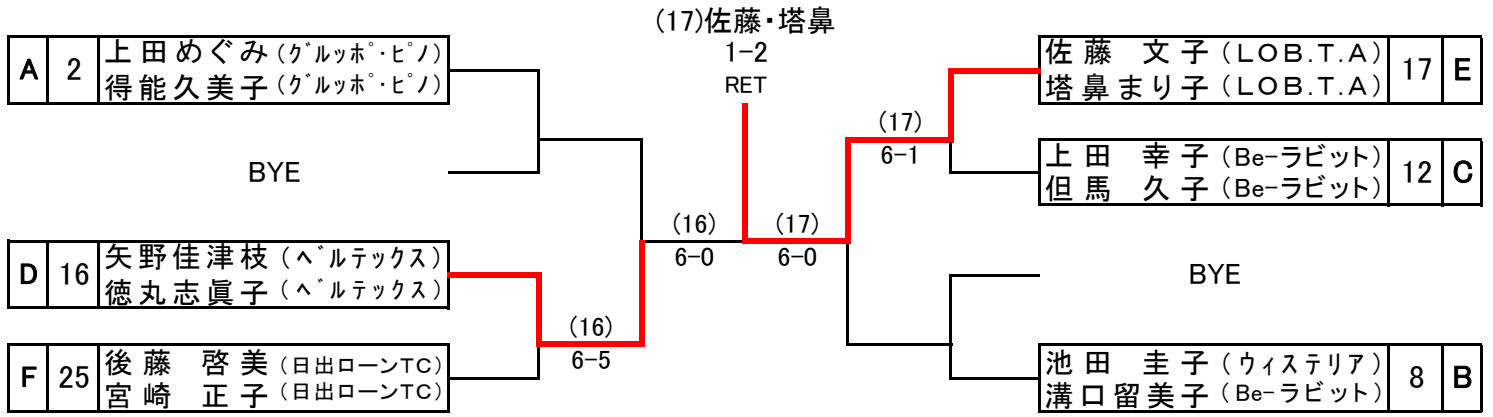 (17)佐藤・塔鼻
1-2
RET
A 2 上田めぐみ(グルッポ・ピノ)
得能久美子(グルッポ・ピノ)
BYE
D 16 矢野佳津枝(ベルテックス)
徳丸志眞子(ベルテックス)
F 25 後藤 啓美(日出ローンTC)
宮崎 正子(日出ローンTC)
(16)
6-5
(16)
6-0
(17)
6-0
(17)
6-1
佐藤 文子(LOB.T.A) 17 E
塔鼻まり子(LOB.T.A)
上田 幸子(Be-ラビット) 12 C
但馬 久子(Be-ラビット)
BYE
池田 圭子(ウィステリア) 8 B
溝口留美子(Be-ラビット)